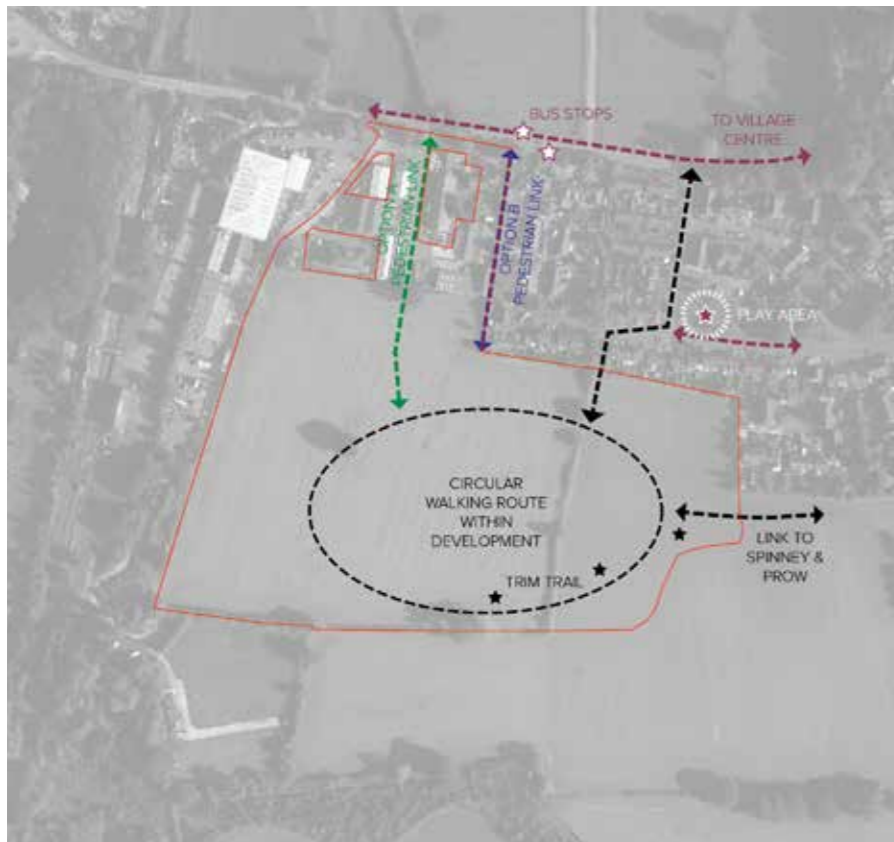 BUS STOPS
TO VILLAGE
CENTRE
OPTION A
PEDESTRIAN LINK
OPTION B
PEDESTRIAN LINK
PLAY AREA
CIRCULAR
WALKING ROUTE
WITHIN
DEVELOPMENT
TRIM TRAIL
LINK TO
SPINNEY &
PROW